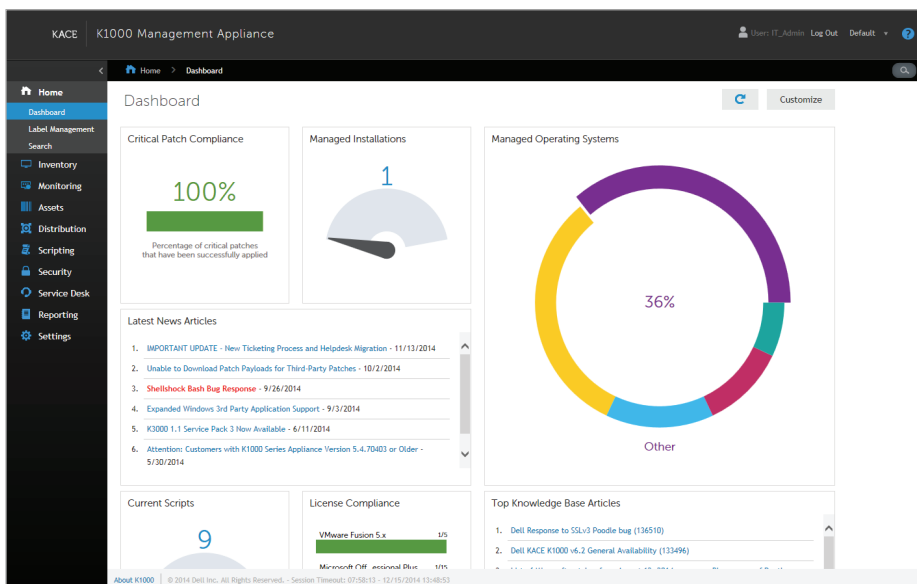 KACE K1000 Management Appliance
User: IT_Admin Log Out Default
?
Home > Dashboard
Home
Dashboard
Label Management
Search
Inventory
Monitoring
Assets
Distribution
Scripting
Security
Service Desk
Reporting
Settings
Dashboard
Customize
Critical Patch Compliance
100%
Percentage of critical patches
that have been successfully applied
Managed Installations
1
Managed Operating Systems
36%
Other
Latest News Articles
1. IMPORTANT UPDATE - New Ticketing Process and Helpdesk Migration - 11/13/2014
2. Unable to Download Patch Payloads for Third-Party Patches - 10/2/2014
3. Shellshock Bash Bug Response - 9/26/2014
4. Expanded Windows 3rd Party Application Support - 9/3/2014
5. K3000 1.1 Service Pack 3 Now Available - 6/11/2014
6. Attention: Customers with K1000 Series Appliance Version 5.4.70403 or Older -
5/30/2014
Current Scripts
9
License Compliance
VMware Fusion 5.x 1/5
Microsoft Off...essional Plus 1/15
Top Knowledge Base Articles
1. Dell Response to SSLv3 Poodle bug (136510)
2. Dell KACE K1000 v6.2 General Availability (133496)
About K1000 © 2014 Dell Inc. All Rights Reserved. - Session Timeout: 07:58:13 - 12/15/2014 13:48:53